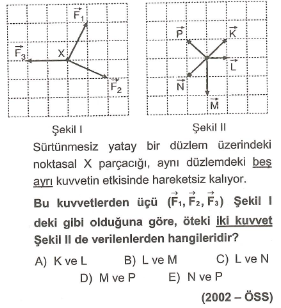 F₁
X
F₃
F₂
P
K
L
N
M
Şekil I
Şekil II
Sürtünmesiz yatay bir düzlem üzerindeki
noktasal X parçacığı, aynı düzlemdeki beş
ayrı kuvvetin etkisinde hareketsiz kalıyor.
Bu kuvvetlerden üçü (F₁, F₂, F₃) Şekil I
deki gibi olduğuna göre, öteki iki kuvvet
Şekil II de verilenlerden hangileridir?
A) K ve L B) L ve M C) L ve N
D) M ve P E) N ve P
(2002 – ÖSS)